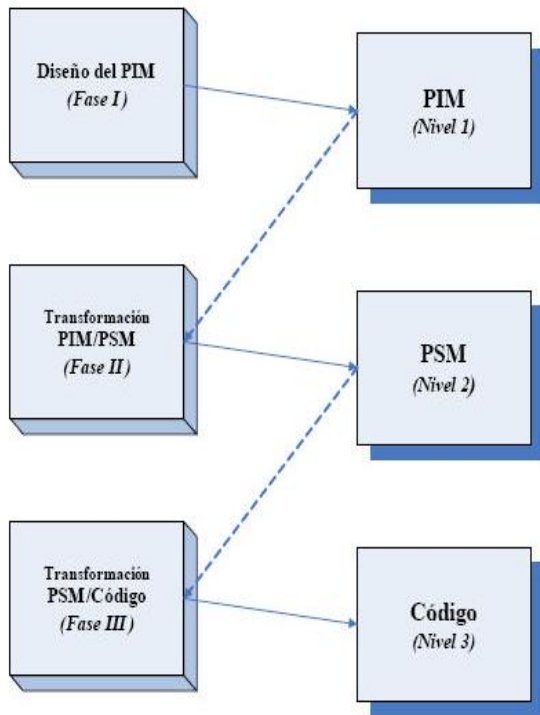 Diseño del PIM
(Fase I)
PIM
(Nivel 1)
Transformación
PIM/PSM
(Fase II)
PSM
(Nivel 2)
Transformación
PSM/Código
(Fase III)
Código
(Nivel 3)